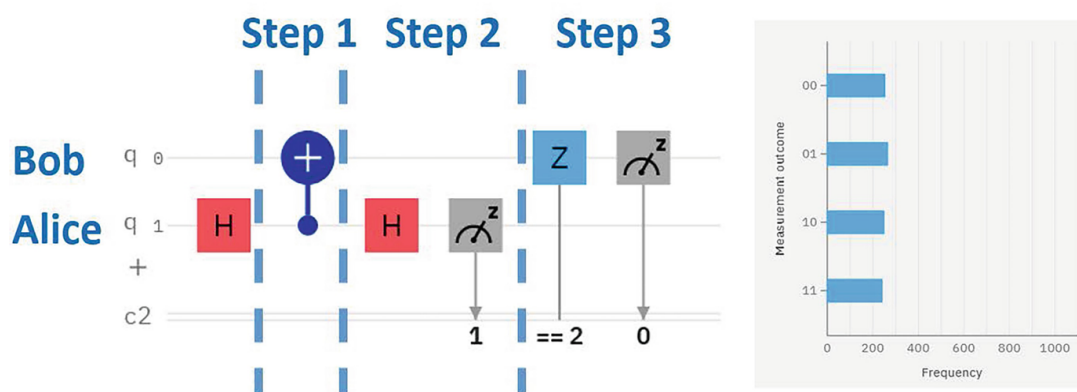 Step 1 Step 2 Step 3
Bob q 0 + Z z
Alice q 1 H H z
+
c2
1 == 2 0
Measurement outcome
00
01
10
11
0 200 400 600 800 1000
Frequency